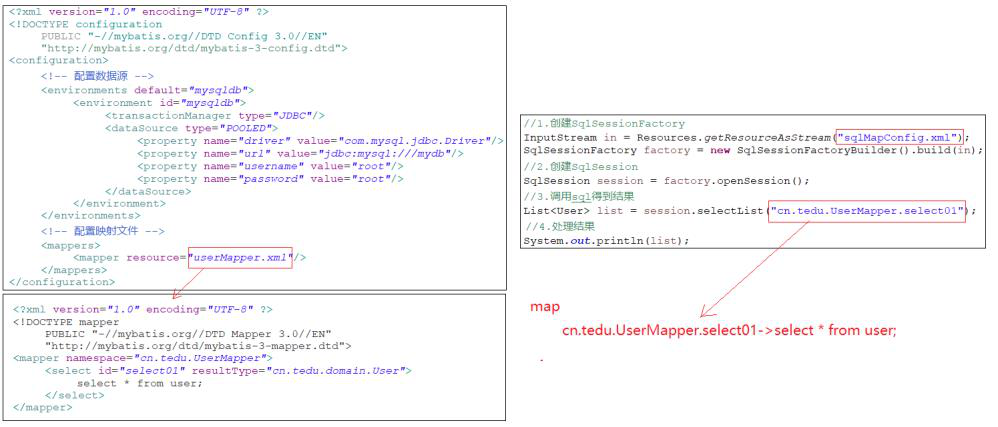 <?xml version="1.0" encoding="UTF-8" ?>
<!DOCTYPE configuration
PUBLIC "-//mybatis.org//DTD Config 3.0//EN"
"http://mybatis.org/dtd/mybatis-3-config.dtd">
<configuration>
<!-- 配置数据源 -->
<environments default="mysqldb">
<environment id="mysqldb">
<transactionManager type="JDBC"/>
<dataSource type="POOLED">
<property name="driver" value="com.mysql.jdbc.Driver"/>
<property name="url" value="jdbc:mysql:///mydb"/>
<property name="username" value="root"/>
<property name="password" value="root"/>
</dataSource>
</environment>
</environments>
<!-- 配置映射文件 -->
<mappers>
<mapper resource="userMapper.xml"/>
</mappers>
</configuration>
<?xml version="1.0" encoding="UTF-8" ?>
<!DOCTYPE mapper
PUBLIC "-//mybatis.org//DTD Mapper 3.0//EN"
"http://mybatis.org/dtd/mybatis-3-mapper.dtd">
<mapper namespace="cn.tedu.UserMapper">
<select id="select01" resultType="cn.tedu.domain.User">
select * from user;
</select>
</mapper>
//1.创建SqlSessionFactory
InputStream in = Resources.getResourceAsStream("sqlMapConfig.xml");
SqlSessionFactory factory = new SqlSessionFactoryBuilder().build(in);
//2.创建SqlSession
SqlSession session = factory.openSession();
//3.调用sql得到结果
List<User> list = session.selectList("cn.tedu.UserMapper.select01");
//4.处理结果
System.out.println(list);
map
cn.tedu.UserMapper.select01->select * from user;